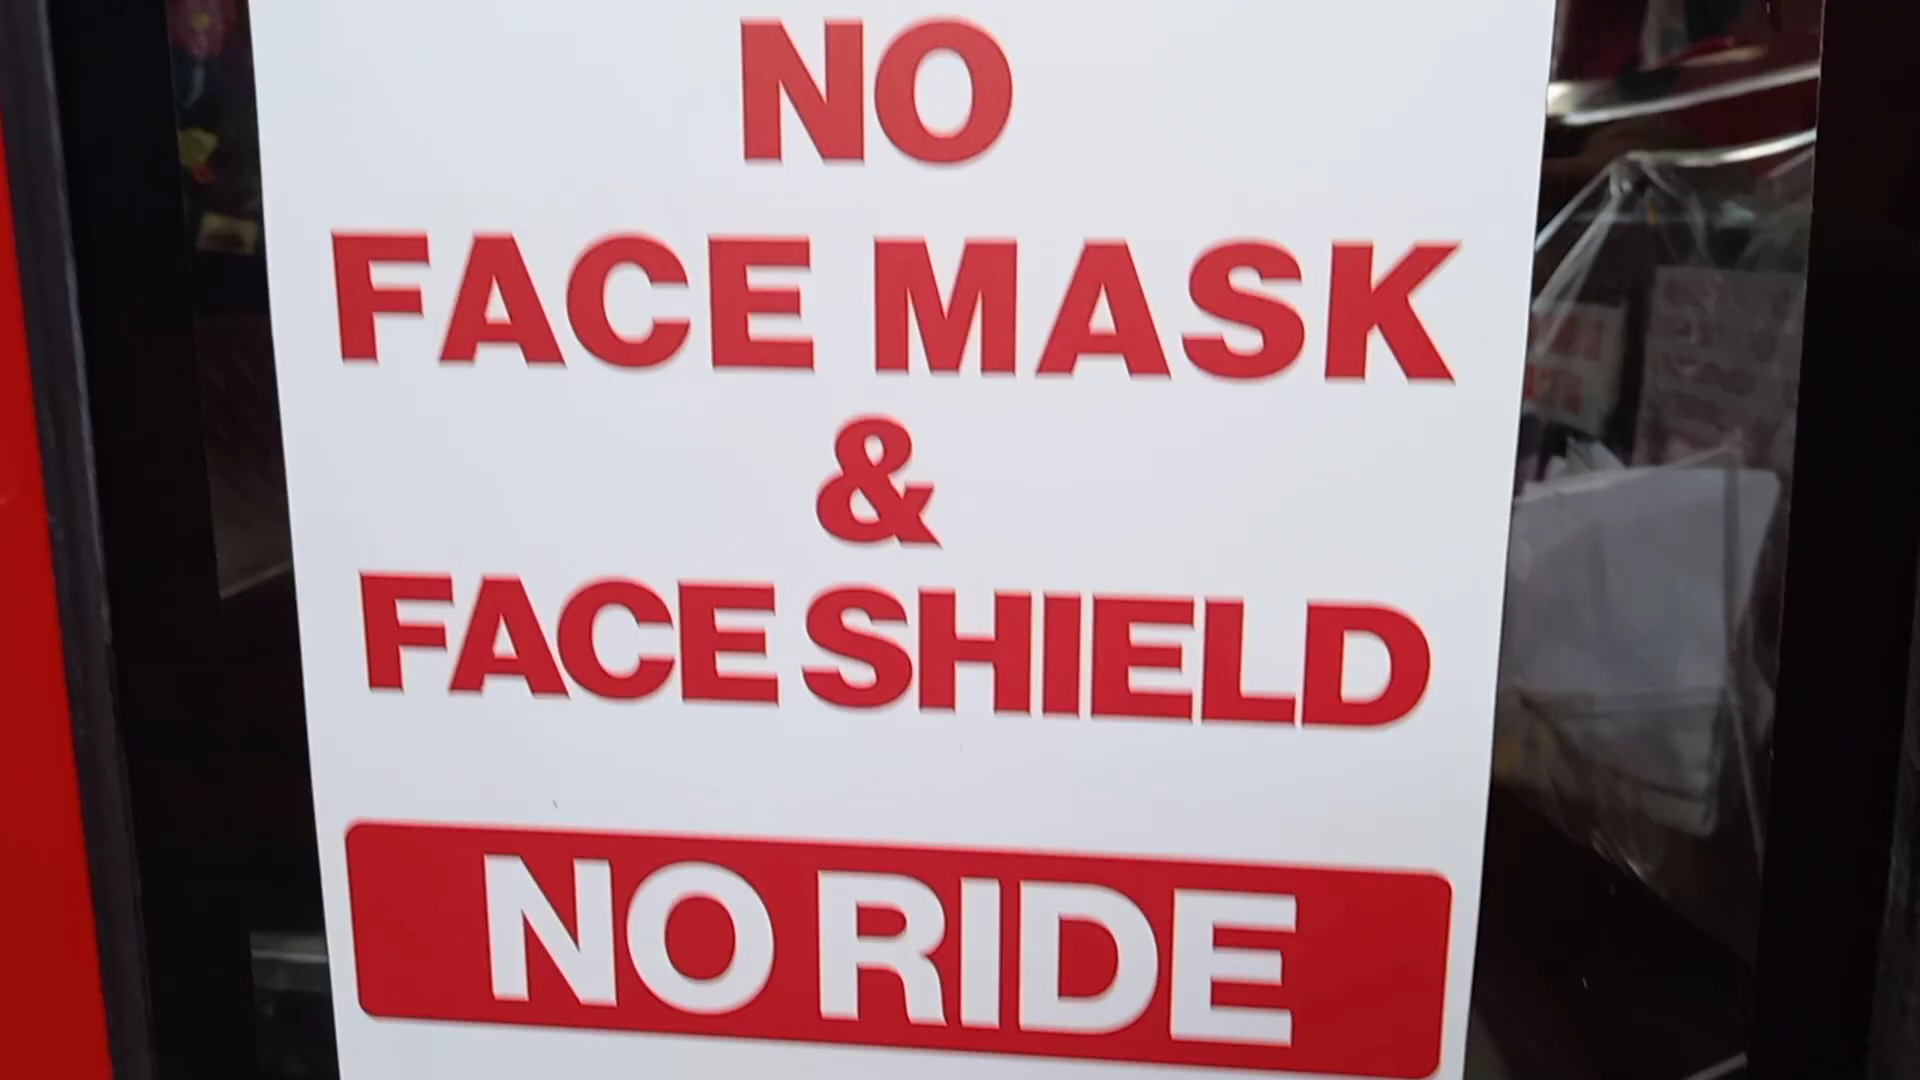 NO
FACE MASK
&
FACE SHIELD
NO RIDE